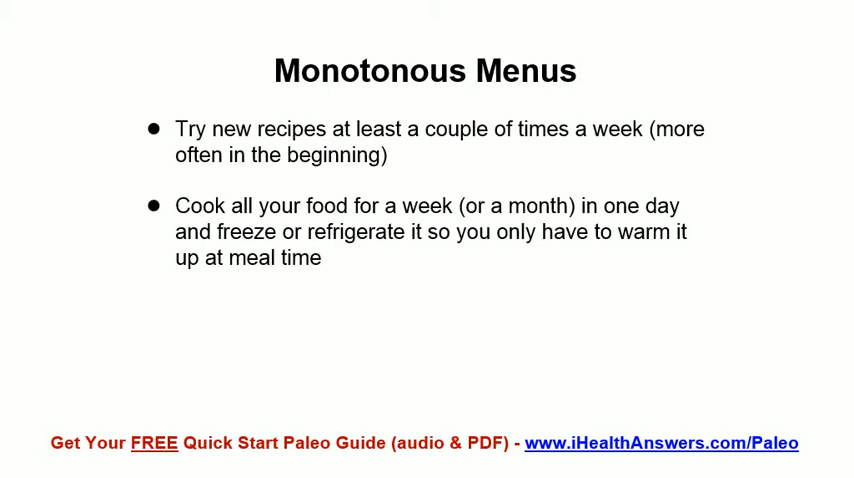 Monotonous Menus
● Try new recipes at least a couple of times a week (more
often in the beginning)
● Cook all your food for a week (or a month) in one day
and freeze or refrigerate it so you only have to warm it
up at meal time
Get Your FREE Quick Start Paleo Guide (audio & PDF) - www.iHealthAnswers.com/Paleo